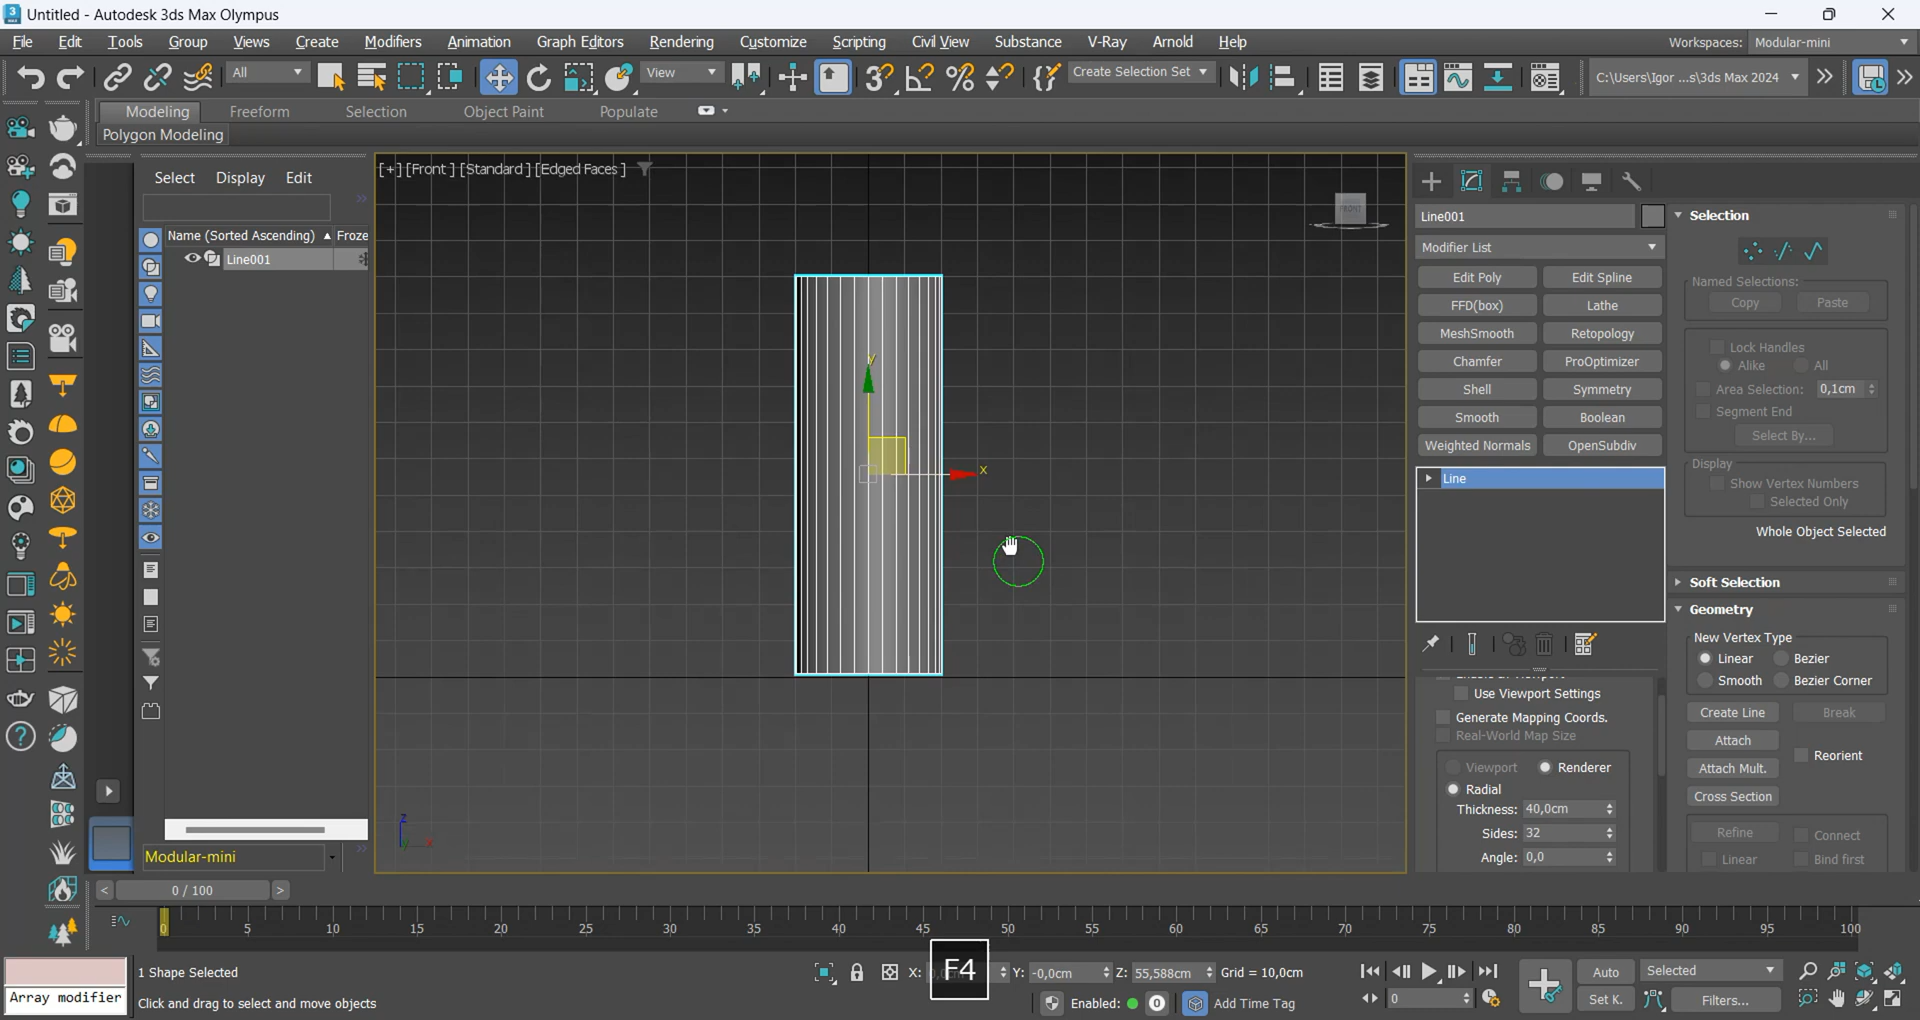 Untitled - Autodesk 3ds Max Olympus
File Edit Tools Group Views Create Modifiers Animation Graph Editors Rendering Customize Scripting Civil View Substance V-Ray Arnold Help
Workspaces: Modular-mini
All View Create Selection Set C:\Users\Igor ...s\3ds Max 2024
Modeling Freeform Selection Object Paint Populate
Polygon Modeling
Select Display Edit
Name (Sorted Ascending) Froze
Line001
Modular-mini
[+] [Front ] [Standard ] [Edged Faces ]
y
x
z
x
Line001
Modifier List
Edit Poly Edit Spline
FFD(box) Lathe
MeshSmooth Retopology
Chamfer ProOptimizer
Shell Symmetry
Smooth Boolean
Weighted Normals OpenSubdiv
Line
Use Viewport Settings
Generate Mapping Coords.
Real-World Map Size
Viewport Renderer
Radial
Thickness: 40,0cm
Sides: 32
Angle: 0,0
Selection
Named Selections:
Copy Paste
Lock Handles
Alike All
Area Selection: 0,1cm
Segment End
Select By...
Display
Show Vertex Numbers
Selected Only
Whole Object Selected
Soft Selection
Geometry
New Vertex Type
Linear Bezier
Smooth Bezier Corner
Create Line Break
Attach
Reorient
Attach Mult.
Cross Section
Refine Connect
Linear Bind first
0 / 100
0 5 10 15 20 25 30 35 40 45 50 55 60 65 70 75 80 85 90 95 100
F4
Array modifier
1 Shape Selected
Click and drag to select and move objects
X: Y: -0,0cm Z: 55,588cm Grid = 10,0cm
Enabled: 0 Add Time Tag
0
Auto Selected
Set K. Filters...